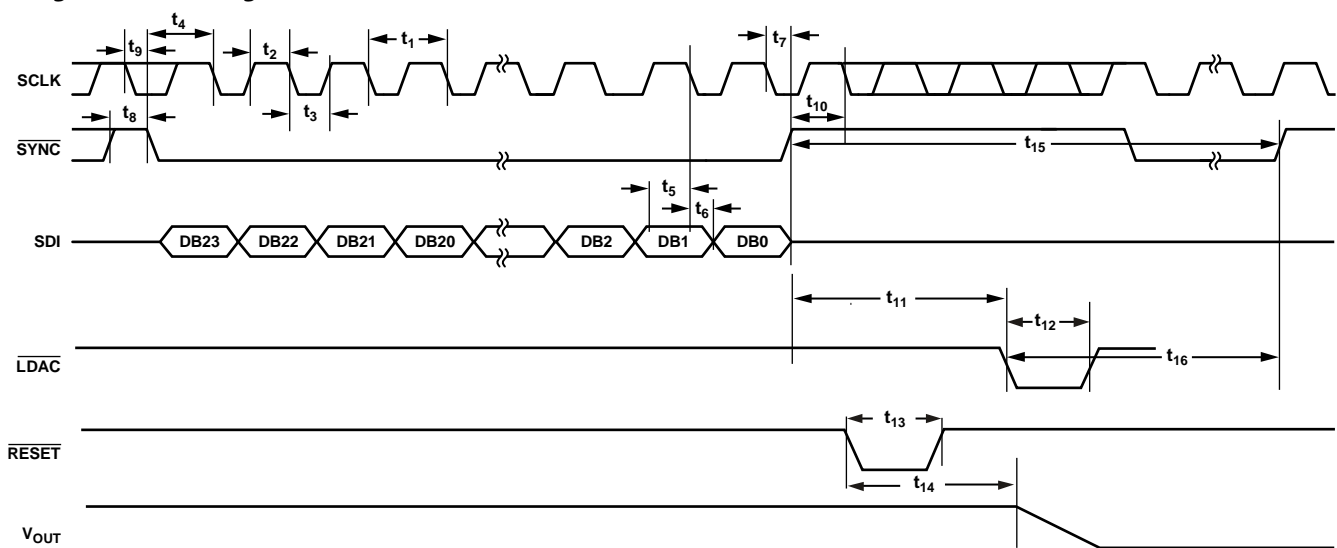 t4
t9
t2
t1
t7
SCLK
t3
t10
t8
SYNC
t15
t5
t6
SDI
DB23
DB22
DB21
DB20
DB2
DB1
DB0
t11
t12
LDAC
t16
t13
RESET
t14
VOUT